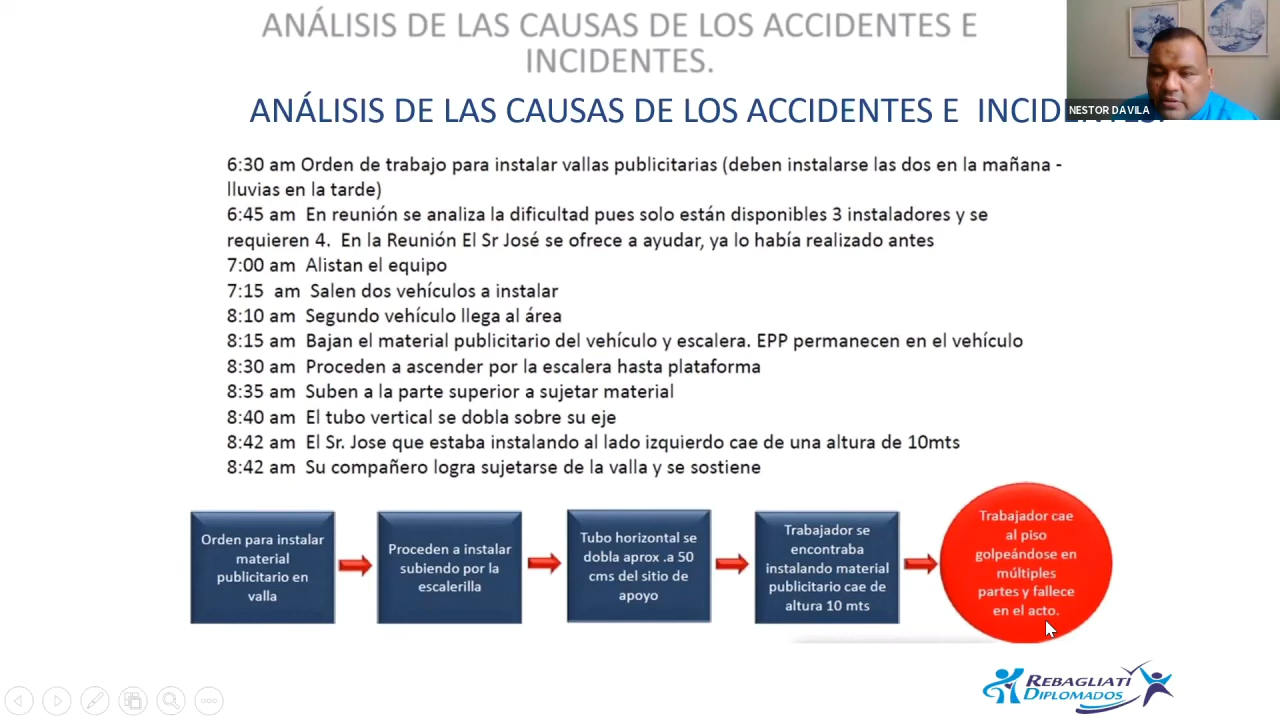 ANÁLISIS DE LAS CAUSAS DE LOS ACCIDENTES E
INCIDENTES.
ANÁLISIS DE LAS CAUSAS DE LOS ACCIDENTES E INCIDENTES.
NESTOR DAVILA
6:30 am Orden de trabajo para instalar vallas publicitarias (deben instalarse las dos en la mañana -
lluvias en la tarde)
6:45 am En reunión se analiza la dificultad pues solo están disponibles 3 instaladores y se
requieren 4. En la Reunión El Sr José se ofrece a ayudar, ya lo había realizado antes
7:00 am Alistan el equipo
7:15 am Salen dos vehículos a instalar
8:10 am Segundo vehículo llega al área
8:15 am Bajan el material publicitario del vehículo y escalera. EPP permanecen en el vehículo
8:30 am Proceden a ascender por la escalera hasta plataforma
8:35 am Suben a la parte superior a sujetar material
8:40 am El tubo vertical se dobla sobre su eje
8:42 am El Sr. Jose que estaba instalando al lado izquierdo cae de una altura de 10mts
8:42 am Su compañero logra sujetarse de la valla y se sostiene
Orden para instalar
material
publicitario en
valla
Proceden a instalar
subiendo por la
escalerilla
Tubo horizontal se
dobla aprox .a 50
cms del sitio de
apoyo
Trabajador se
encontraba
instalando material
publicitario cae de
altura 10 mts
Trabajador cae
al piso
golpeándose en
múltiples
partes y fallece
en el acto.
REBAGLIATI
DIPLOMADOS